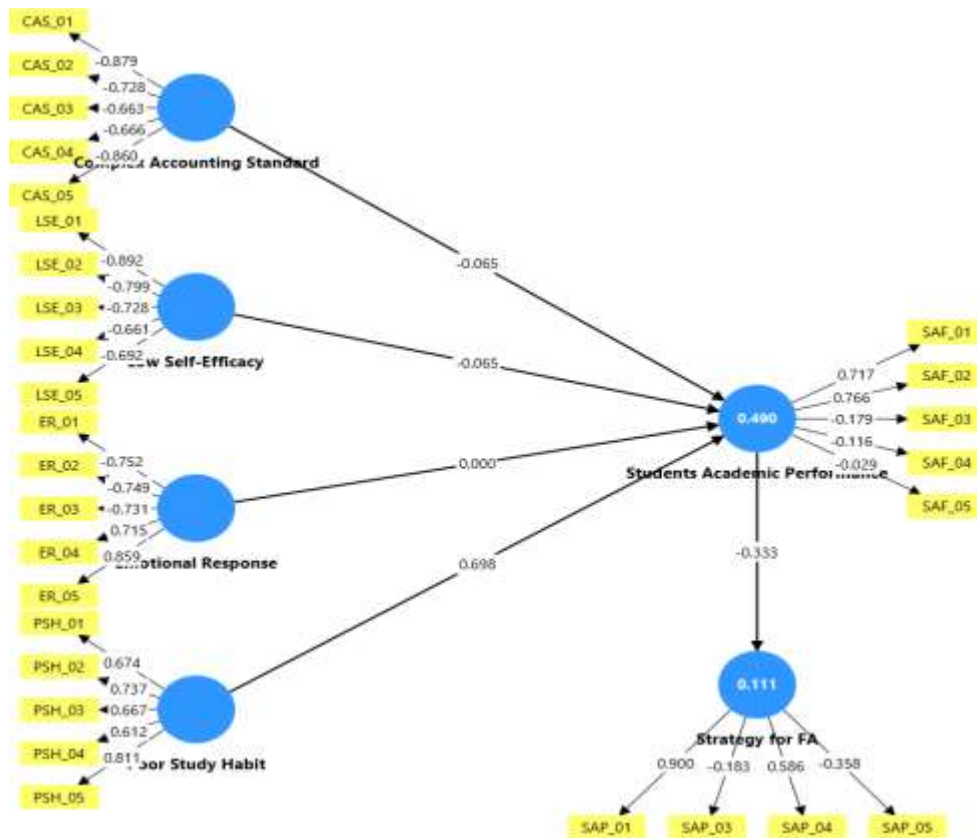 CAS_01
CAS_02
CAS_03
CAS_04
CAS_05
-0.879
-0.728
-0.663
-0.666
-0.860
Complex Accounting Standard
LSE_01
LSE_02
LSE_03
LSE_04
LSE_05
-0.892
-0.799
-0.728
-0.661
-0.692
Low Self-Efficacy
ER_01
ER_02
ER_03
ER_04
ER_05
-0.752
-0.749
-0.731
0.715
0.859
Emotional Response
PSH_01
PSH_02
PSH_03
PSH_04
PSH_05
0.674
0.737
0.667
0.612
0.811
Poor Study Habit
-0.065
-0.065
0.000
0.698
0.490
Students Academic Performance
0.717
0.766
-0.179
-0.116
-0.029
SAF_01
SAF_02
SAF_03
SAF_04
SAF_05
-0.333
0.111
Strategy for FA
0.900
-0.183
0.586
-0.358
SAP_01
SAP_03
SAP_04
SAP_05